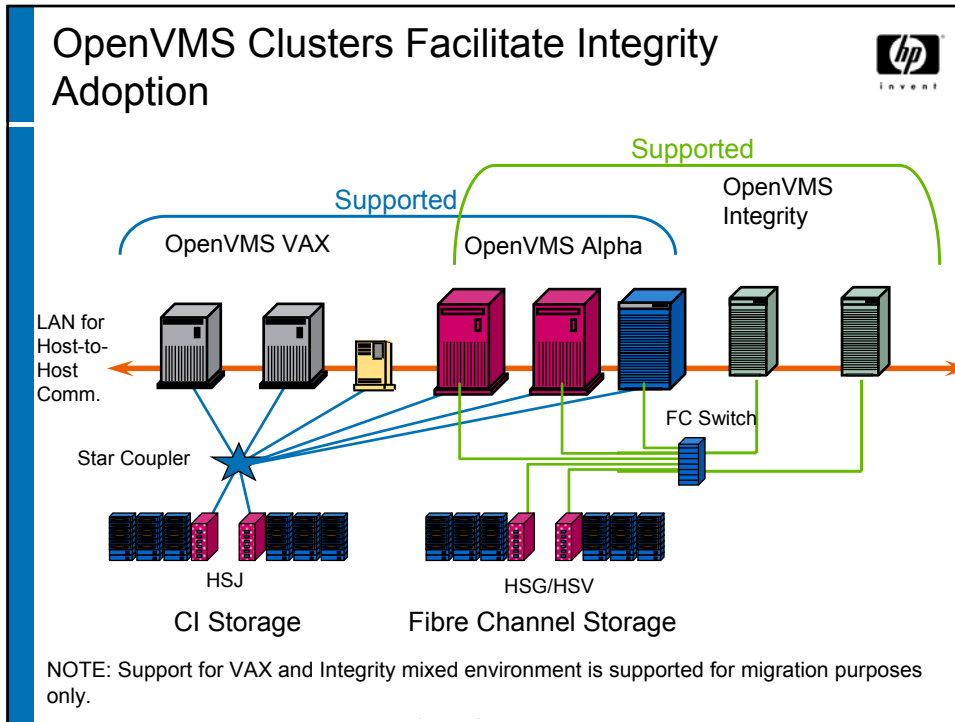 OpenVMS Clusters Facilitate Integrity
Adoption
hp
invent
Supported
OpenVMS
Integrity
Supported
OpenVMS VAX
OpenVMS Alpha
LAN for
Host-to-
Host
Comm.
FC Switch
Star Coupler
HSJ
HSG/HSV
CI Storage
Fibre Channel Storage
NOTE: Support for VAX and Integrity mixed environment is supported for migration purposes
only.